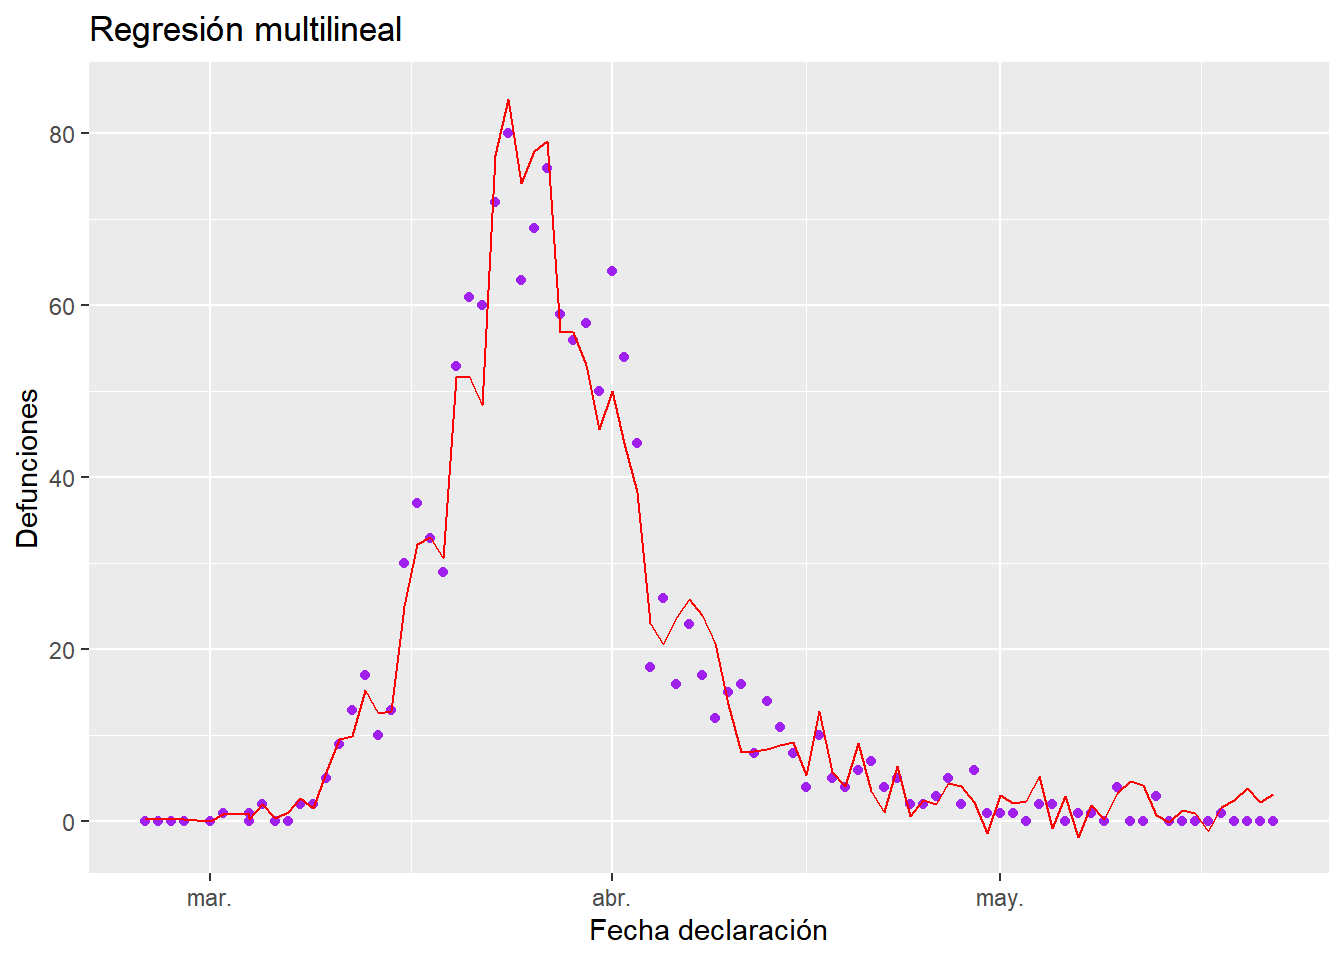 Regresión multilineal
Defunciones
80
60
40
20
0
mar.
abr.
may.
Fecha declaración